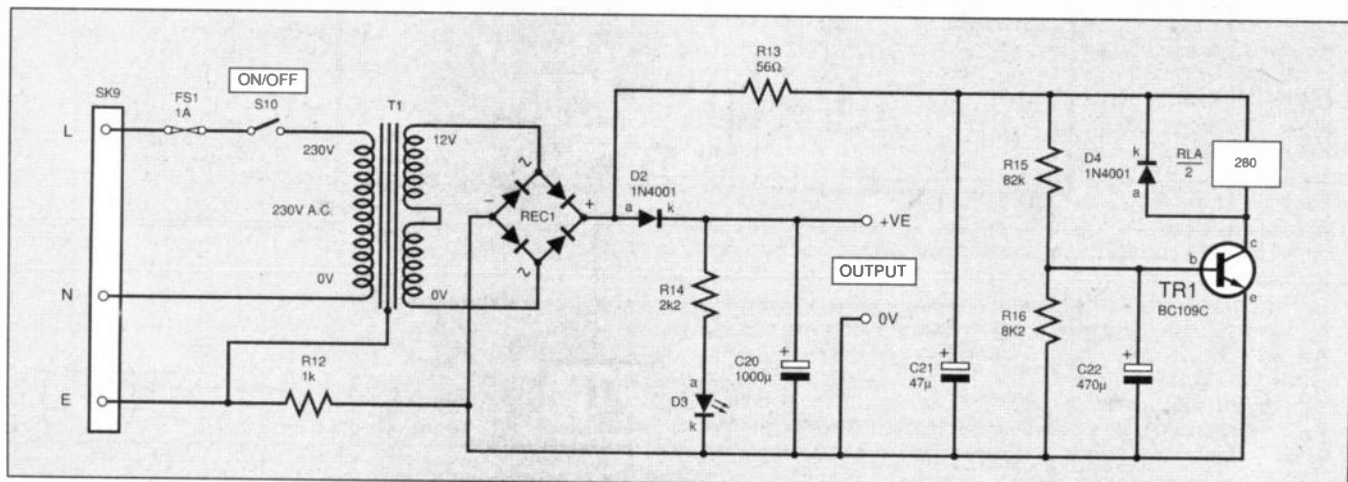 SK9
L
N
E
FS1
1A
ON/OFF
S10
T1
230V
230V A.C.
0V
12V
0V
R12
1k
~
REC1
~
−
+
D2
1N4001
a
k
R13
56Ω
+VE
OUTPUT
0V
R14
2k2
a
D3
k
+
C20
1000µ
+
C21
47µ
R15
82k
R16
8K2
+
C22
470µ
k
D4
1N4001
a
RLA
2
280
b
c
e
TR1
BC109C